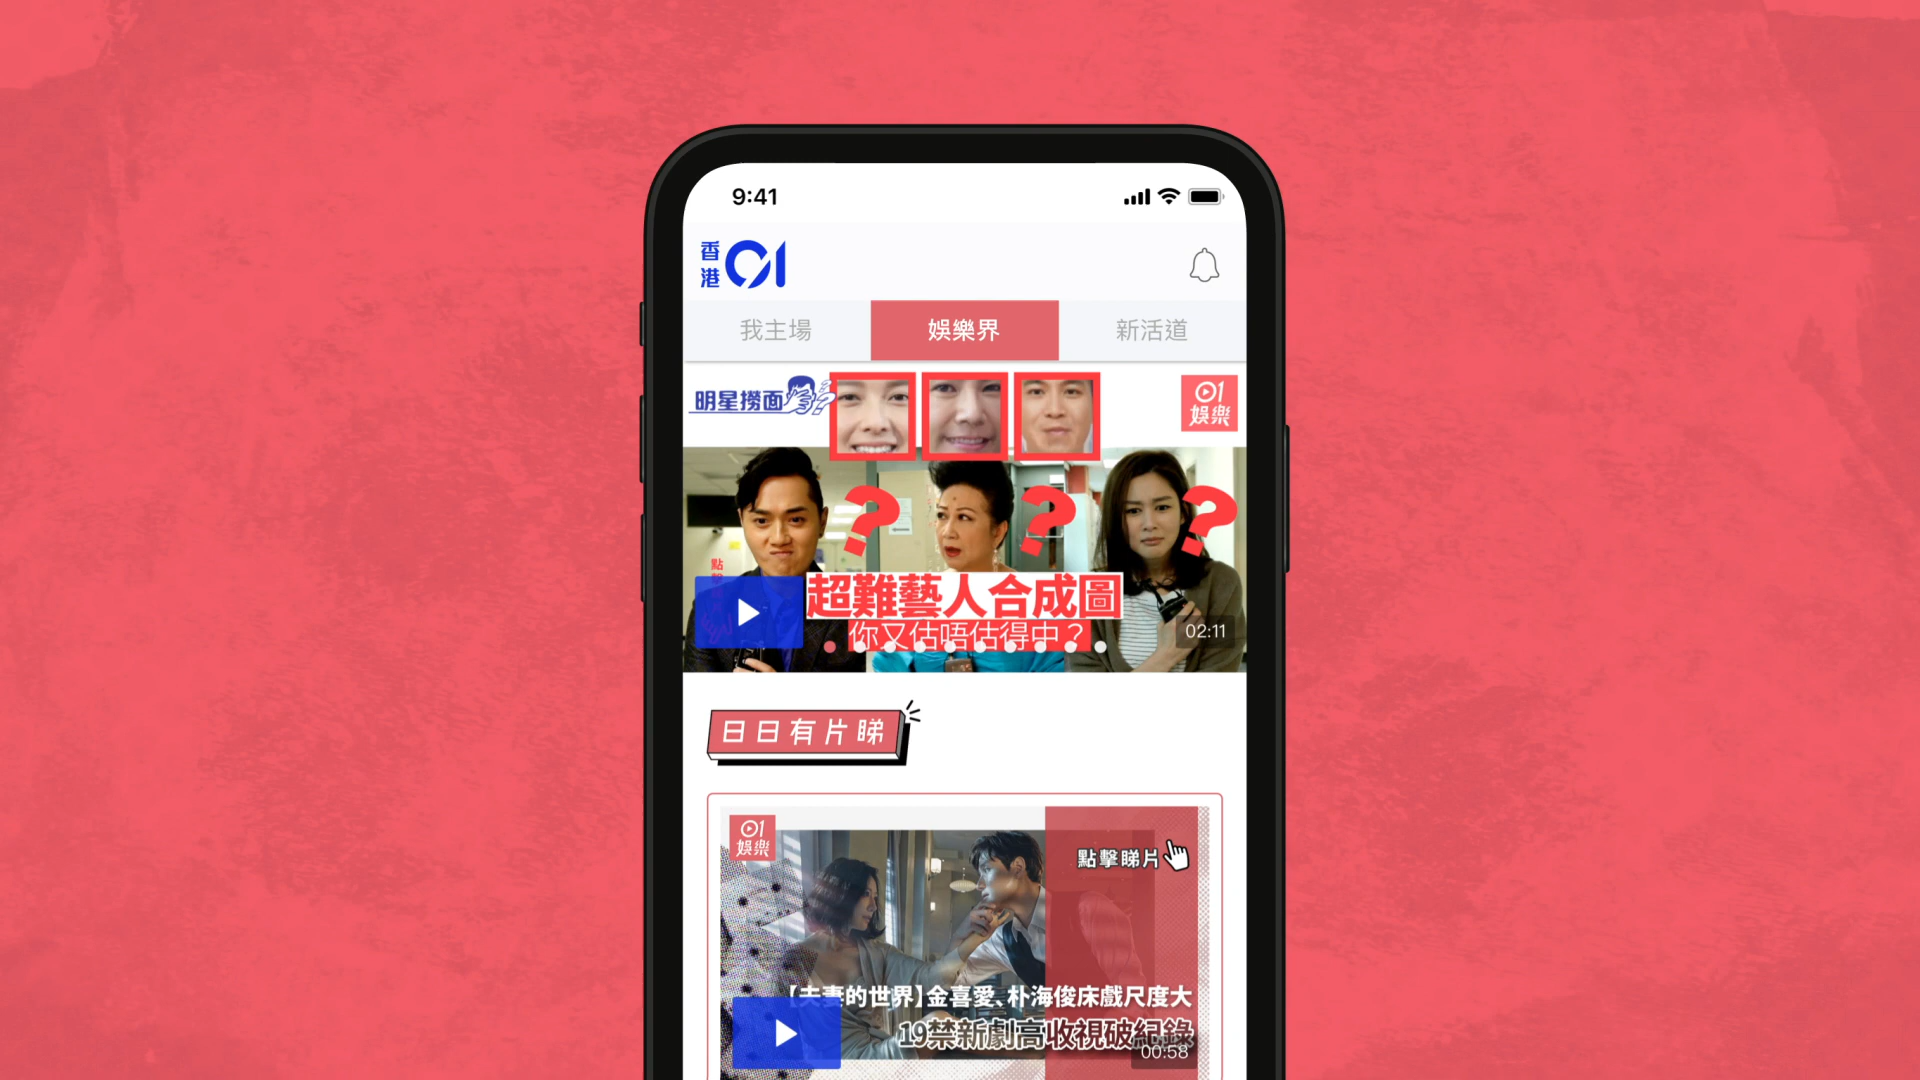 9:41
香港
01
我主場
娛樂界
新活道
明星撈面
01
娛樂
點
超難藝人合成圖
你又估唔估得中？
02:11
日日有片睇
01
娛樂
點擊睇片
【夫妻的世界】金喜愛、朴海俊床戲尺度大
19禁新劇高收視破紀錄
00:58